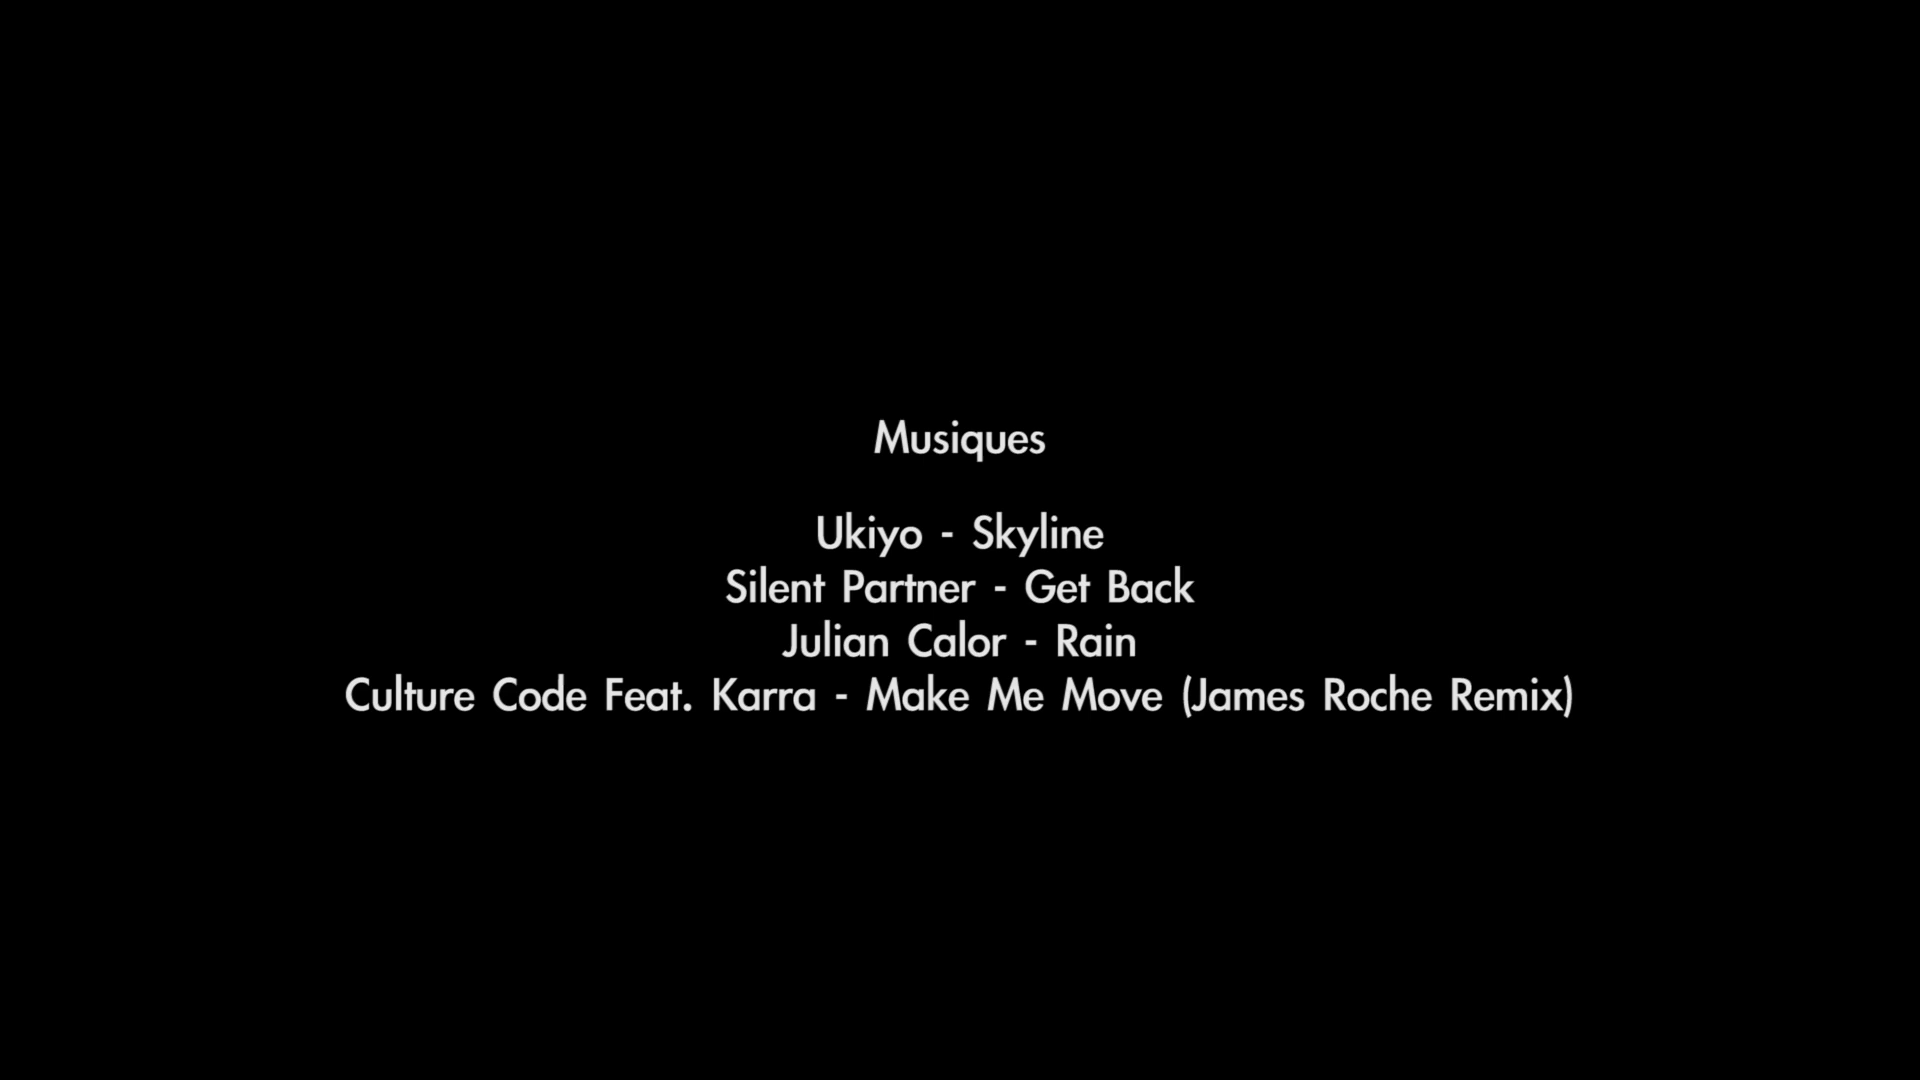 Musiques
Ukiyo - Skyline
Silent Partner - Get Back
Julian Calor - Rain
Culture Code Feat. Karra - Make Me Move (James Roche Remix)